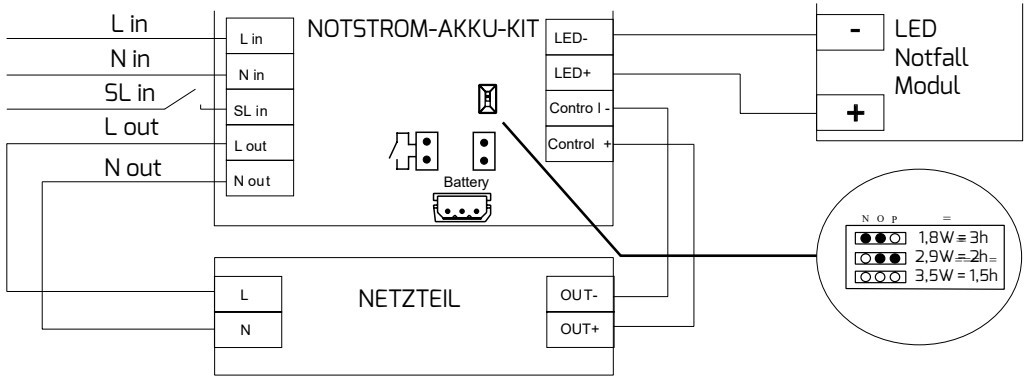 L in
N in
SL in
L out
N out
NOTSTROM-AKKU-KIT
L in
N in
SL in
L out
N out
LED-
LED+
Contro l -
Control +
Battery
LED
Notfall
Modul
-
+
NETZTEIL
L
N
OUT-
OUT+
N O P =
1,8W = 3h
2,9W = 2h
3,5W = 1,5h